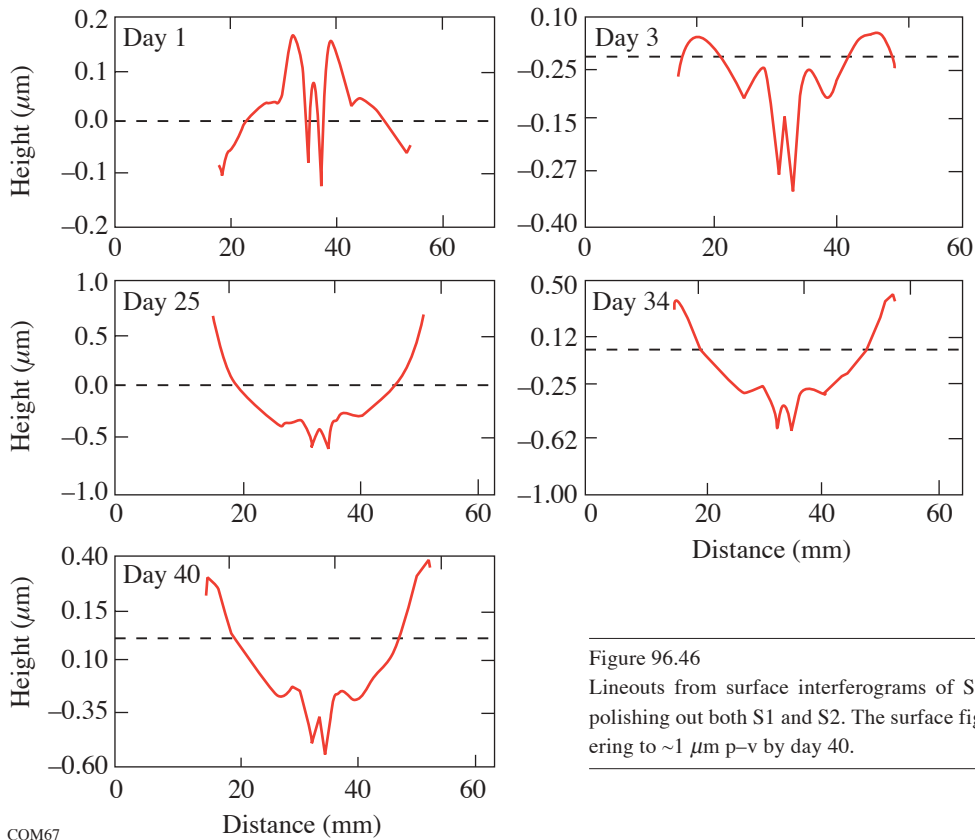 0.2
Day 1
0.1
0.0
–0.1
–0.2
Height (µm)
0 20 40 60
0.10
Day 3
–0.25
–0.15
–0.27
–0.40
0 20 40 60
1.0
Day 25
0.5
0.0
–0.5
–1.0
Height (µm)
0 20 40 60
0.50
Day 34
0.12
–0.25
–0.62
–1.00
0 20 40 60
Distance (mm)
0.40
Day 40
0.15
0.10
–0.35
–0.60
Height (µm)
0 20 40 60
Distance (mm)
Figure 96.46
Lineouts from surface interferograms of S
polishing out both S1 and S2. The surface fig
ering to ~1 µm p–v by day 40.
COM67